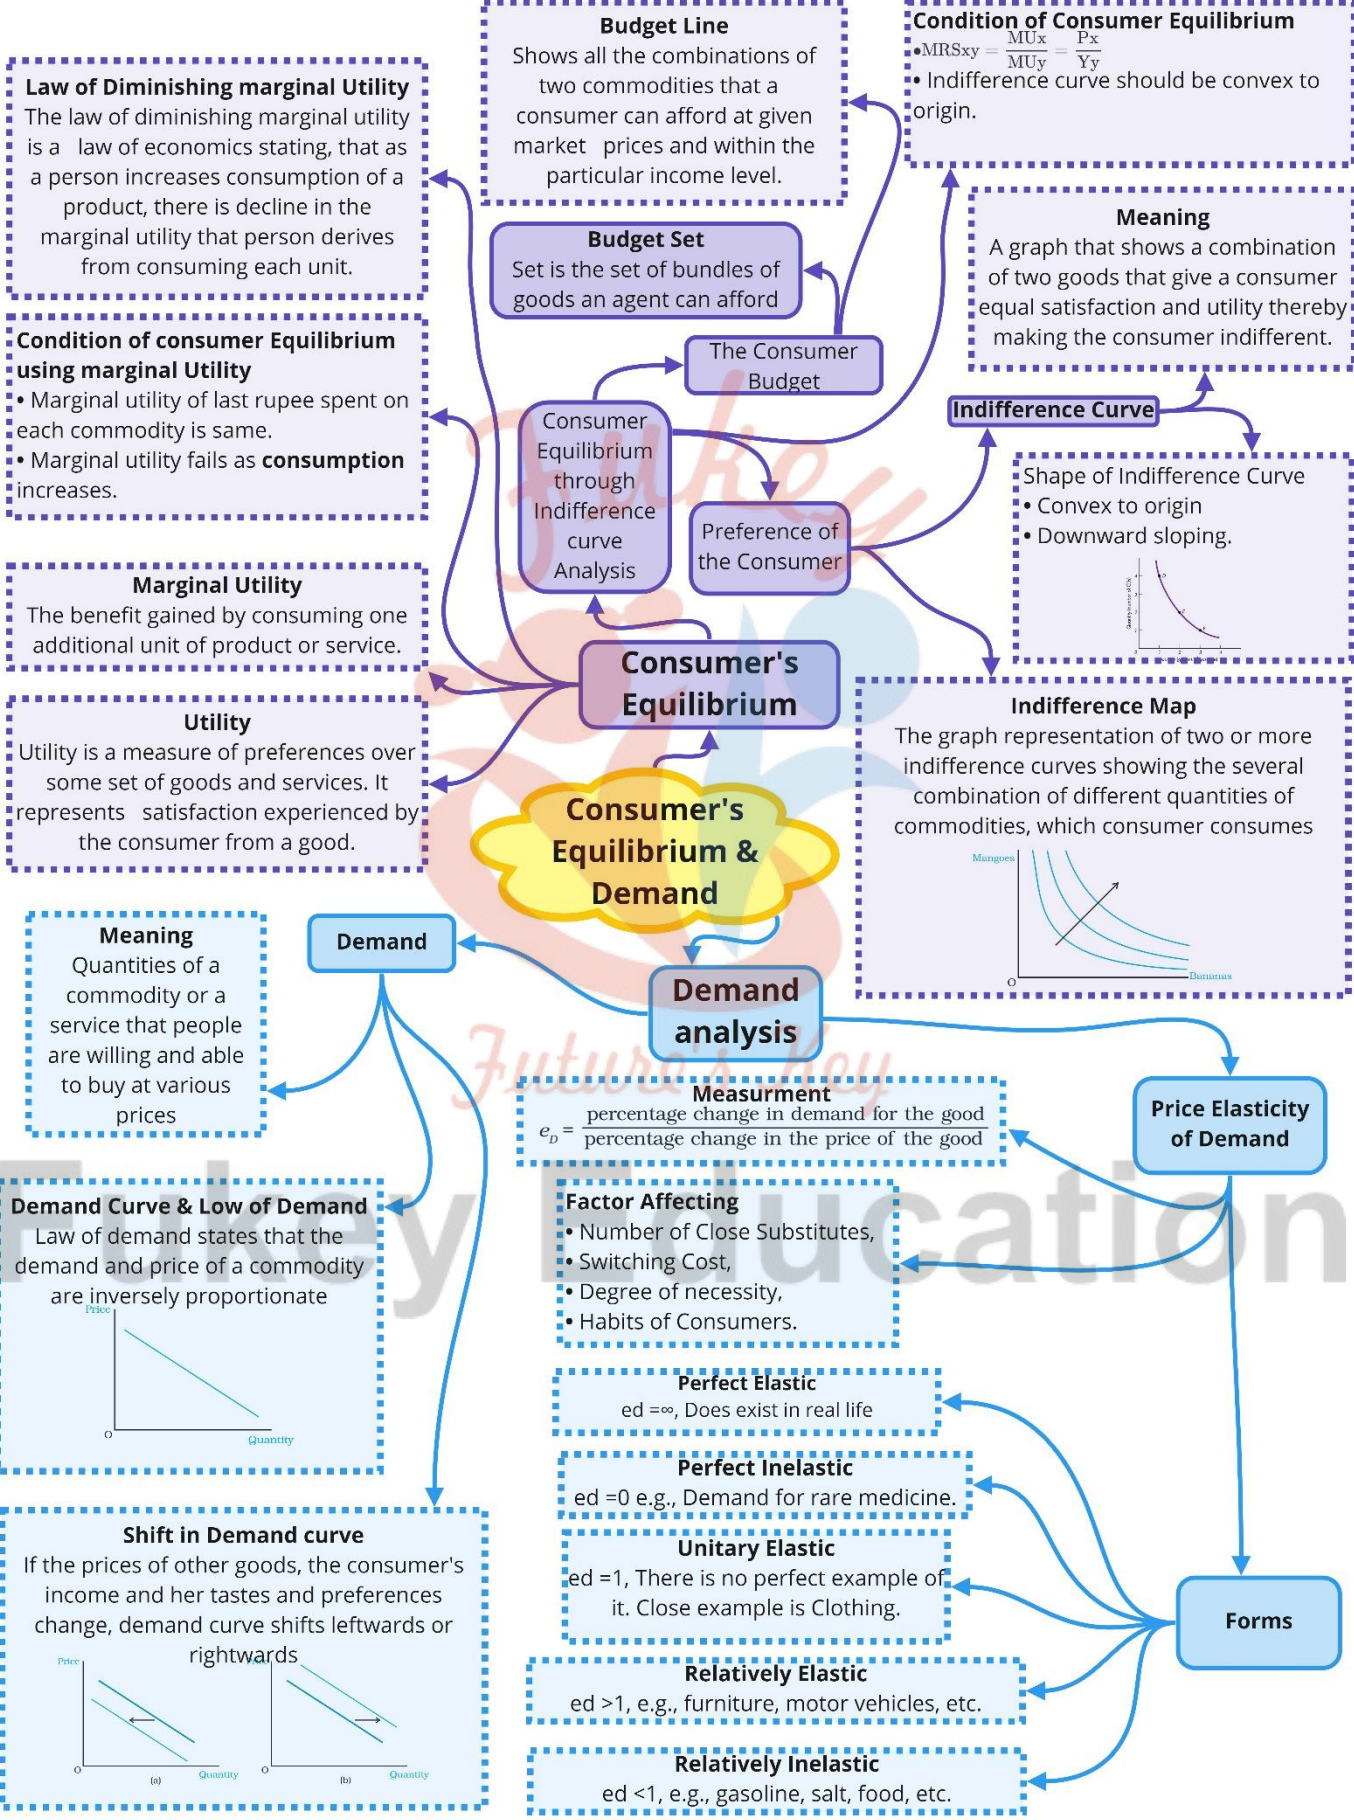 Budget Line
Shows all the combinations of
two commodities that a
consumer can afford at given
market prices and within the
particular income level.
Condition of Consumer Equilibrium
•MRSxy = MUx/MUy = Px/Yy
• Indifference curve should be convex to
origin.
Law of Diminishing marginal Utility
The law of diminishing marginal utility
is a law of economics stating, that as
a person increases consumption of a
product, there is decline in the
marginal utility that person derives
from consuming each unit.
Meaning
A graph that shows a combination
of two goods that give a consumer
equal satisfaction and utility thereby
making the consumer indifferent.
Budget Set
Set is the set of bundles of
goods an agent can afford
Condition of consumer Equilibrium
using marginal Utility
• Marginal utility of last rupee spent on
each commodity is same.
• Marginal utility fails as consumption
increases.
The Consumer
Budget
Indifference Curve
Consumer
Equilibrium
through
Indifference
curve
Analysis
Preference of
the Consumer
Shape of Indifference Curve
• Convex to origin
• Downward sloping.
Marginal Utility
The benefit gained by consuming one
additional unit of product or service.
Consumer's
Equilibrium
Utility
Utility is a measure of preferences over
some set of goods and services. It
represents satisfaction experienced by
the consumer from a good.
Indifference Map
The graph representation of two or more
indifference curves showing the several
combination of different quantities of
commodities, which consumer consumes
Mangoes
O
Bananas
Consumer's
Equilibrium &
Demand
Meaning
Quantities of a
commodity or a
service that people
are willing and able
to buy at various
prices
Demand
Demand
analysis
Fukey
Future's Key
Fukey Education
Measurment
eD = percentage change in demand for the good / percentage change in the price of the good
Price Elasticity
of Demand
Factor Affecting
• Number of Close Substitutes,
• Switching Cost,
• Degree of necessity,
• Habits of Consumers.
Demand Curve & Low of Demand
Law of demand states that the
demand and price of a commodity
are inversely proportionate
Price
O
Quantity
Perfect Elastic
ed =∞, Does exist in real life
Perfect Inelastic
ed =0 e.g., Demand for rare medicine.
Unitary Elastic
ed =1, There is no perfect example of
it. Close example is Clothing.
Forms
Relatively Elastic
ed >1, e.g., furniture, motor vehicles, etc.
Relatively Inelastic
ed <1, e.g., gasoline, salt, food, etc.
Shift in Demand curve
If the prices of other goods, the consumer's
income and her tastes and preferences
change, demand curve shifts leftwards or
rightwards
Price
O
Quantity
(a)
Price
O
Quantity
(b)